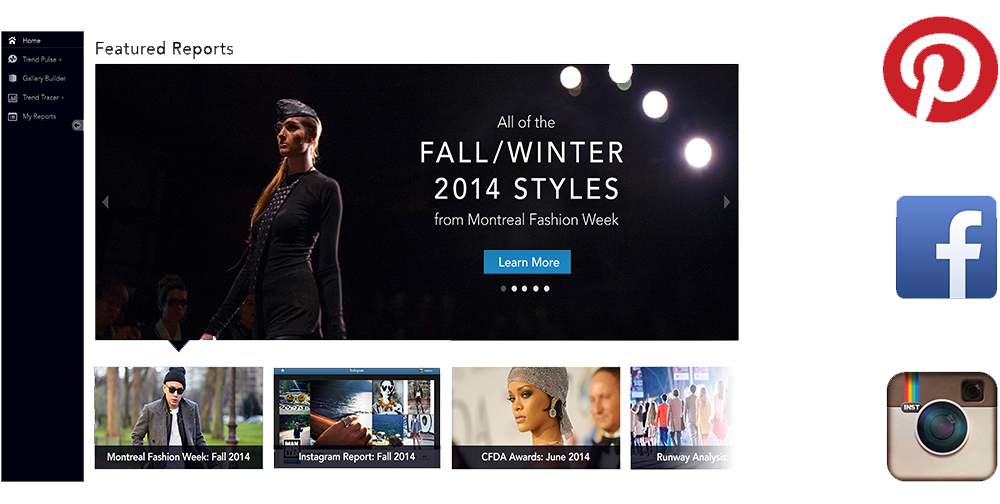 Home
Trend Pulse +
Gallery Builder
Trend Tracer +
My Reports
Featured Reports
All of the
FALL/WINTER
2014 STYLES
from Montreal Fashion Week
Learn More
Montreal Fashion Week: Fall 2014
Instagram
MAN
Instagram Report: Fall 2014
CFDA Awards: June 2014
Runway Analysis:
INST